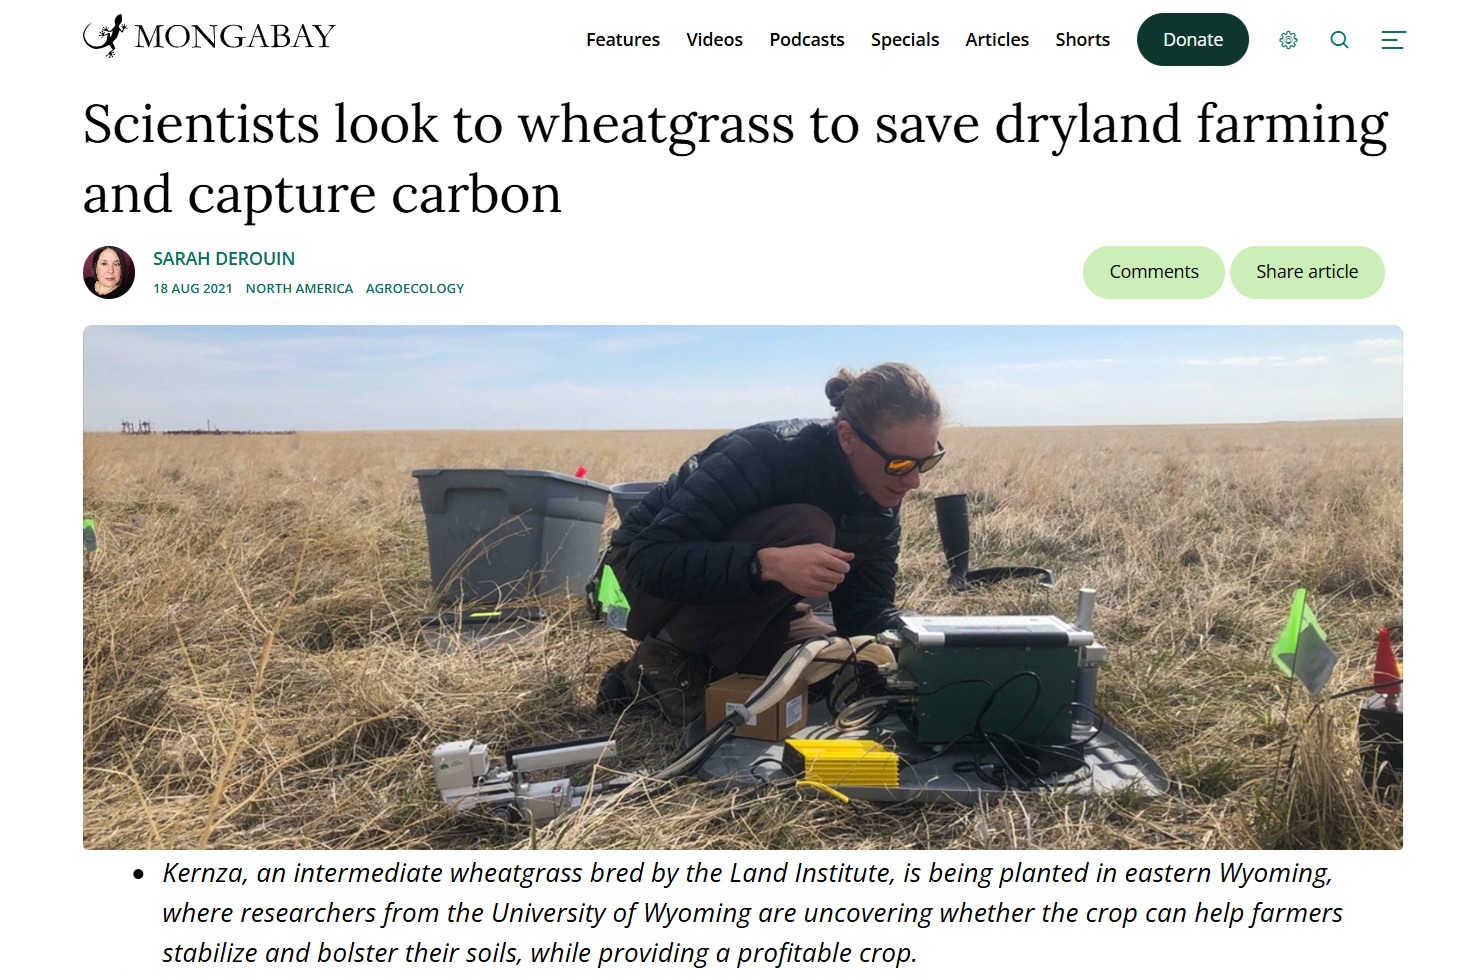 MONGABAY
Features Videos Podcasts Specials Articles Shorts Donate
Scientists look to wheatgrass to save dryland farming
and capture carbon
SARAH DEROUIN
18 AUG 2021 NORTH AMERICA AGROECOLOGY
Comments Share article
• Kernza, an intermediate wheatgrass bred by the Land Institute, is being planted in eastern Wyoming,
where researchers from the University of Wyoming are uncovering whether the crop can help farmers
stabilize and bolster their soils, while providing a profitable crop.